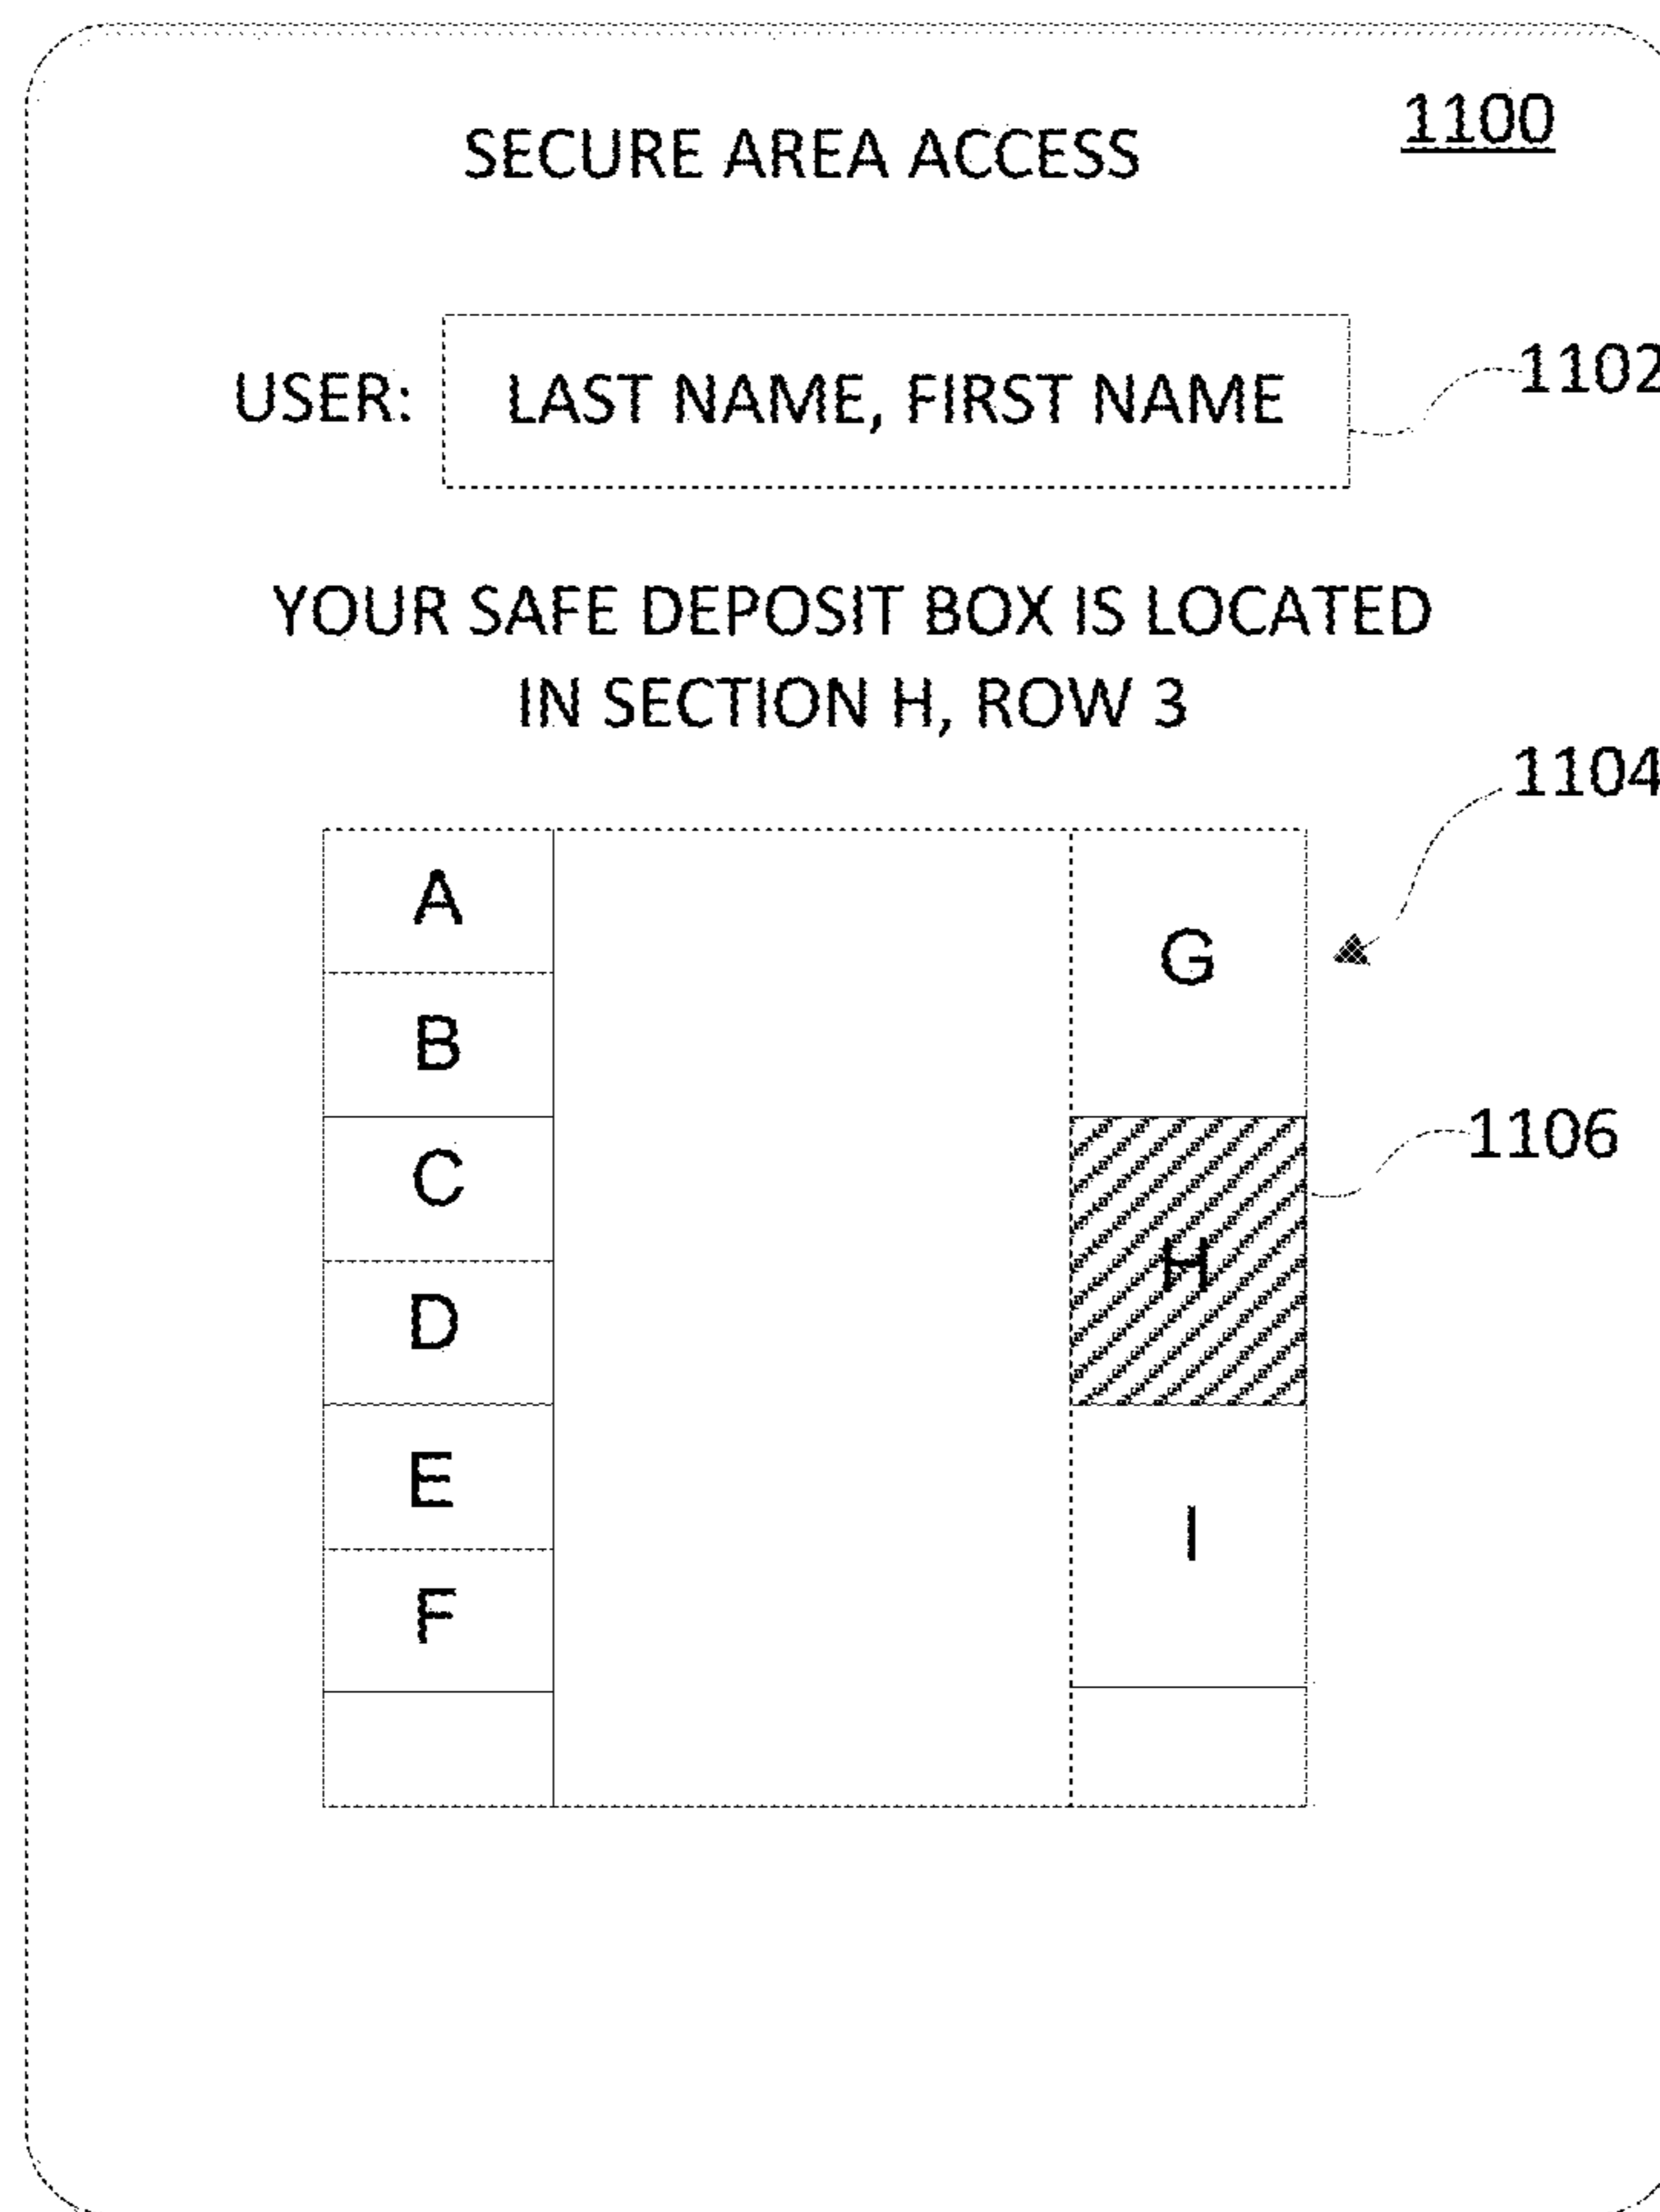 1100
SECURE AREA ACCESS
USER: LAST NAME, FIRST NAME
1102
YOUR SAFE DEPOSIT BOX IS LOCATED
IN SECTION H, ROW 3
1104
A
B
C
D
E
F
G
H
I
1106